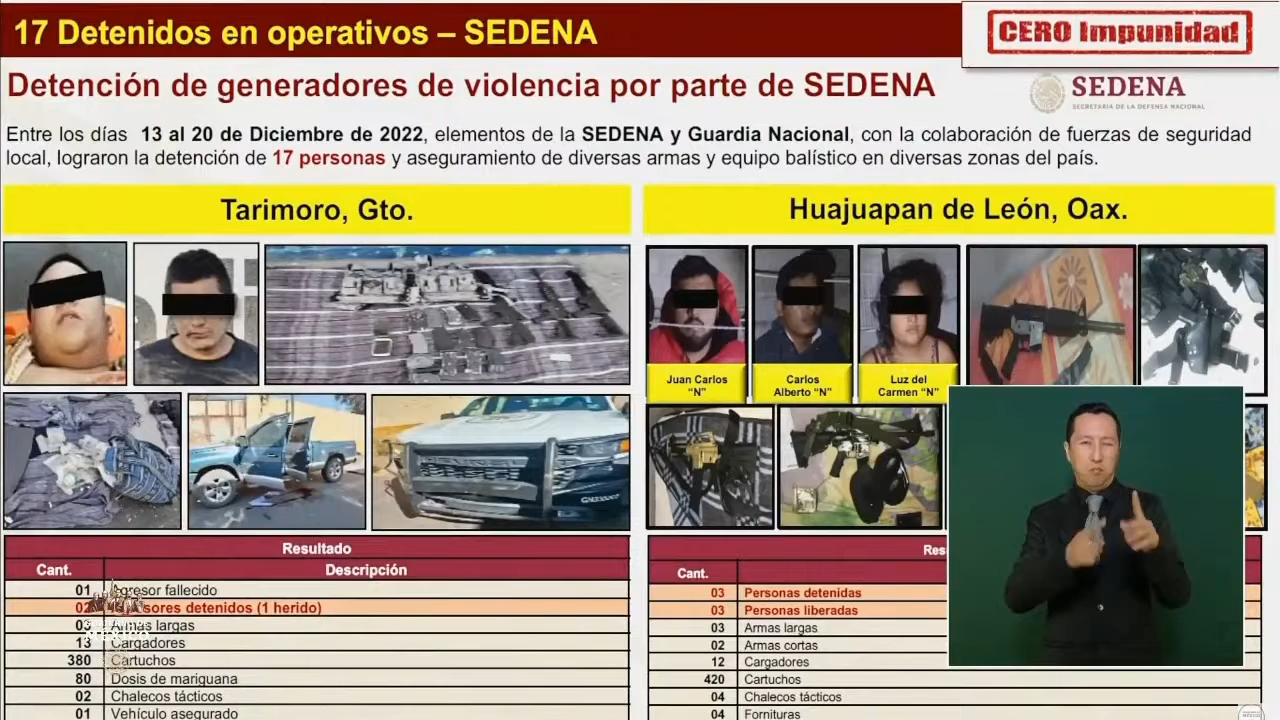 17 Detenidos en operativos – SEDENA
CERO Impunidad
Detención de generadores de violencia por parte de SEDENA
SEDENA
SECRETARÍA DE LA DEFENSA NACIONAL
Entre los días 13 al 20 de Diciembre de 2022, elementos de la SEDENA y Guardia Nacional, con la colaboración de fuerzas de seguridad
local, lograron la detención de 17 personas y aseguramiento de diversas armas y equipo balístico en diversas zonas del país.
Tarimoro, Gto.
Resultado
Cant. Descripción
01 Agresor fallecido
02 sores detenidos (1 herido)
03 Armas largas
13 Cargadores
380 Cartuchos
80 Dosis de mariguana
02 Chalecos tácticos
01 Vehículo asegurado
Huajuapan de León, Oax.
Juan Carlos
“N”
Carlos
Alberto “N”
Luz del
Carmen “N”
Res
Cant.
03 Personas detenidas
03 Personas liberadas
03 Armas largas
02 Armas cortas
12 Cargadores
420 Cartuchos
04 Chalecos tácticos
04 Fornituras
MÉXICO